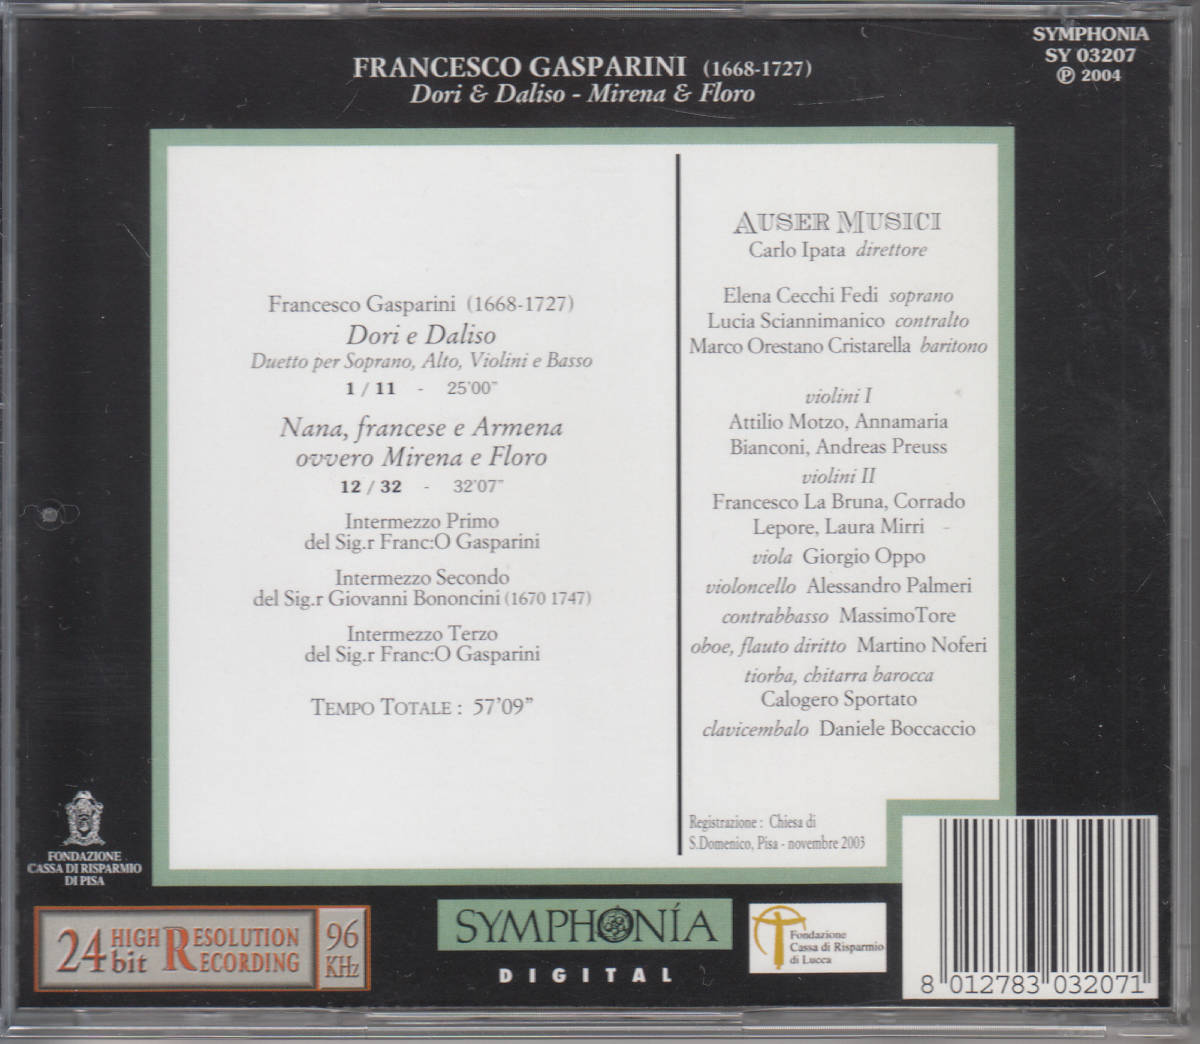 SYMPHONIA
SY 03207
℗ 2004
FRANCESCO GASPARINI (1668-1727)
Dori & Daliso - Mirena & Floro
Francesco Gasparini (1668-1727)
Dori e Daliso
Duetto per Soprano, Alto, Violini e Basso
1 / 11 - 25'00"
Nana, francese e Armena
ovvero Mirena e Floro
12 / 32 - 32'07"
Intermezzo Primo
del Sig.r Franc:O Gasparini
Intermezzo Secondo
del Sig.r Giovanni Bononcini (1670 1747)
Intermezzo Terzo
del Sig.r Franc:O Gasparini
TEMPO TOTALE : 57'09"
AUSER MUSICI
Carlo Ipata direttore
Elena Cecchi Fedi soprano
Lucia Sciannimanico contralto
Marco Orestano Cristarella baritono
violini I
Attilio Motzo, Annamaria
Bianconi, Andreas Preuss
violini II
Francesco La Bruna, Corrado
Lepore, Laura Mirri
viola Giorgio Oppo
violoncello Alessandro Palmeri
contrabbasso MassimoTore
oboe, flauto diritto Martino Noferi
tiorba, chitarra barocca
Calogero Sportato
clavicembalo Daniele Boccaccio
Registrazione : Chiesa di
S.Domenico, Pisa - novembre 2003
FONDAZIONE
CASSA DI RISPARMIO
DI PISA
24 bit HIGH RESOLUTION RECORDING
96 KHz
SYMPHONÍA
DIGITAL
Fondazione
Cassa di Risparmio
di Lucca
8 012783 032071